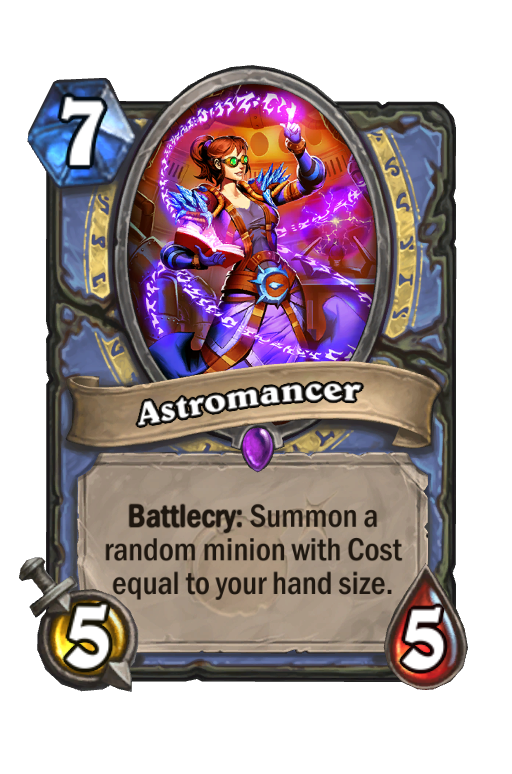 7
Astromancer
Battlecry: Summon a
random minion with Cost
equal to your hand size.
5
5